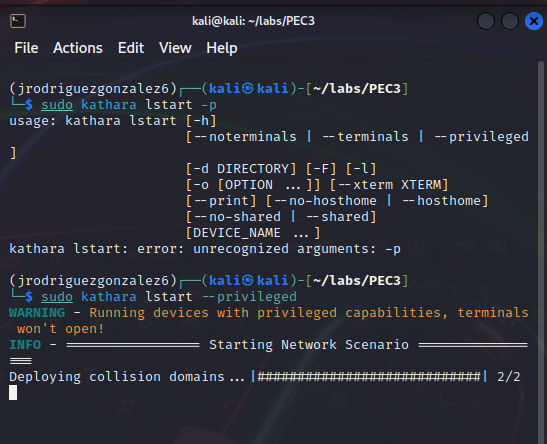 kali@kali: ~/labs/PEC3
File Actions Edit View Help
(jrodriguezgonzalez6)┌──(kali㉿kali)-[~/labs/PEC3]
└─$ sudo kathara lstart -p
usage: kathara lstart [-h]
[--noterminals | --terminals | --privileged
]
[-d DIRECTORY] [-F] [-l]
[-o [OPTION ...]] [--xterm XTERM]
[--print] [--no-hosthome | --hosthome]
[--no-shared | --shared]
[DEVICE_NAME ...]
kathara lstart: error: unrecognized arguments: -p
(jrodriguezgonzalez6)┌──(kali㉿kali)-[~/labs/PEC3]
└─$ sudo kathara lstart --privileged
WARNING - Running devices with privileged capabilities, terminals
won't open!
INFO - ================= Starting Network Scenario ==============
===
Deploying collision domains... |############################| 2/2